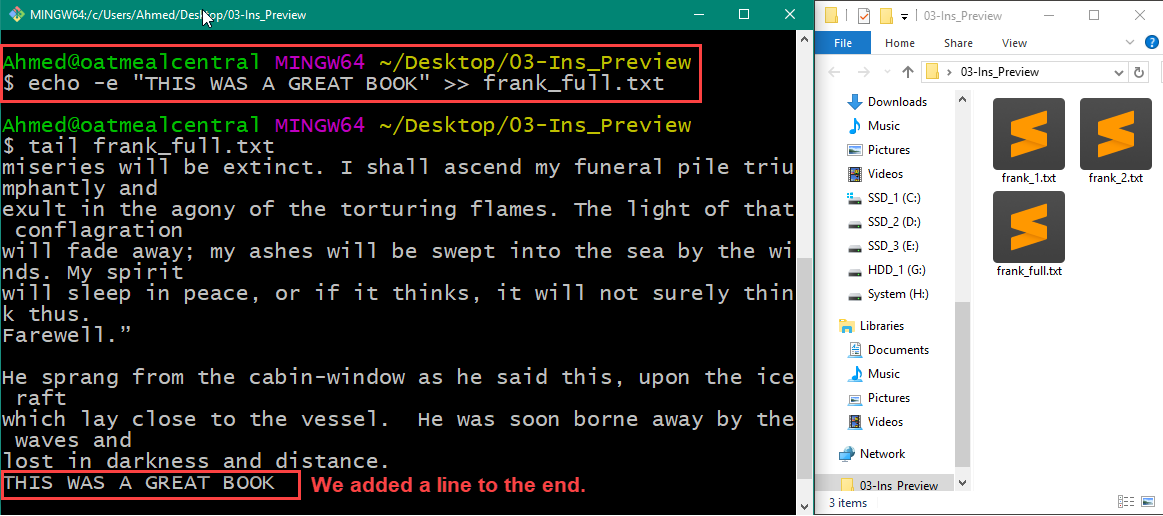 MINGW64:/c/Users/Ahmed/Desktop/03-Ins_Preview
Ahmed@oatmealcentral MINGW64 ~/Desktop/03-Ins_Preview
$ echo -e "THIS WAS A GREAT BOOK" >> frank_full.txt
Ahmed@oatmealcentral MINGW64 ~/Desktop/03-Ins_Preview
$ tail frank_full.txt
miseries will be extinct. I shall ascend my funeral pile triu
mphantly and
exult in the agony of the torturing flames. The light of that
 conflagration
will fade away; my ashes will be swept into the sea by the wi
nds. My spirit
will sleep in peace, or if it thinks, it will not surely thin
k thus.
Farewell.”
He sprang from the cabin-window as he said this, upon the ice
 raft
which lay close to the vessel.  He was soon borne away by the
 waves and
lost in darkness and distance.
THIS WAS A GREAT BOOK
We added a line to the end.
03-Ins_Preview
File Home Share View
03-Ins_Preview
Downloads
Music
Pictures
Videos
SSD_1 (C:)
SSD_2 (D:)
SSD_3 (E:)
HDD_1 (G:)
System (H:)
Libraries
Documents
Music
Pictures
Videos
Network
03-Ins_Preview
frank_1.txt frank_2.txt
frank_full.txt
3 items